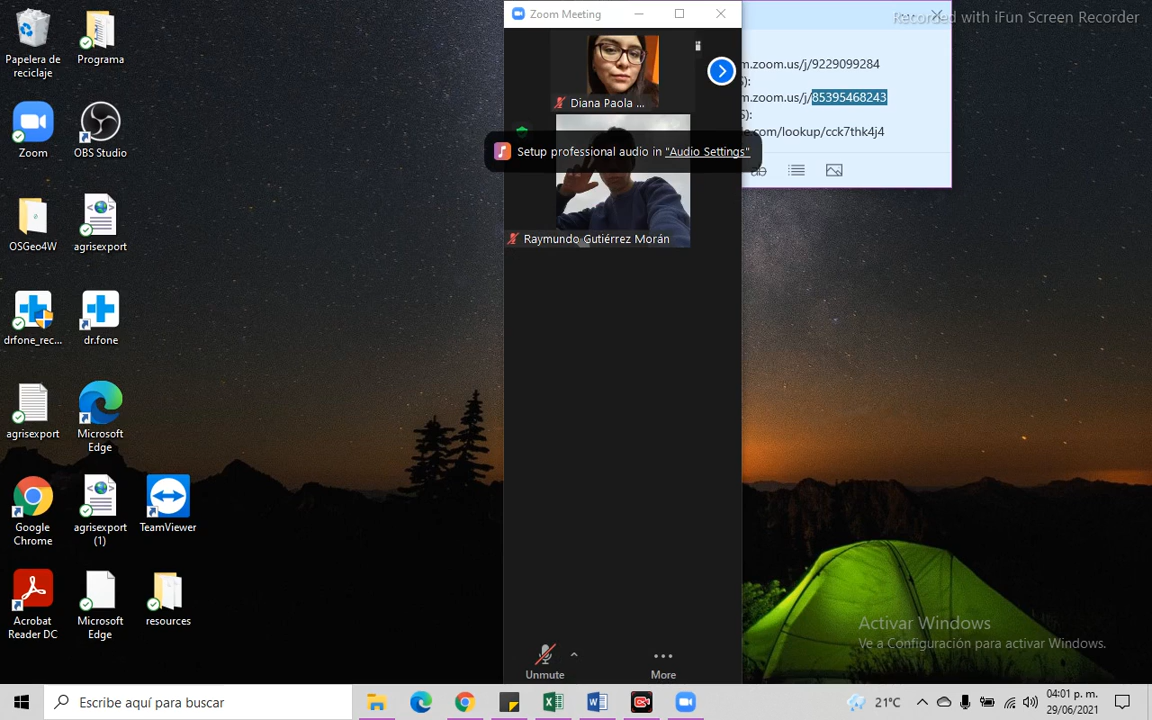 Papelera de
reciclaje
Programa
Zoom
OBS Studio
OSGeo4W
agrisexport
drfone_rec...
dr.fone
agrisexport
Microsoft
Edge
Google
Chrome
agrisexport
(1)
TeamViewer
Acrobat
Reader DC
Microsoft
Edge
resources
Zoom Meeting
Diana Paola ...
Setup professional audio in "Audio Settings"
Raymundo Gutiérrez Morán
Unmute
More
Recorded with iFun Screen Recorder
m.zoom.us/j/9229099284
):
m.zoom.us/j/85395468243
):
e.com/lookup/cck7thk4j4
ab
Activar Windows
Ve a Configuración para activar Windows.
Escribe aquí para buscar
21°C
04:01 p. m.
29/06/2021